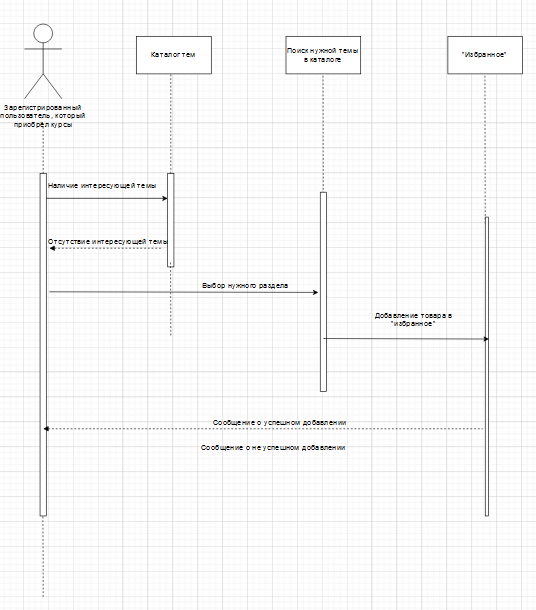 Каталог тем
Поиск нужной темы
в каталоге
"Избранное"
Зарегистрированный
пользователь, который
приобрёл курсы
Наличие интересующей темы
Отсутствие интересующей темы
Выбор нужного раздела
Добавление товара в
"избранное"
Сообщение о успешном добавлении
Сообщение о не успешном добавлении